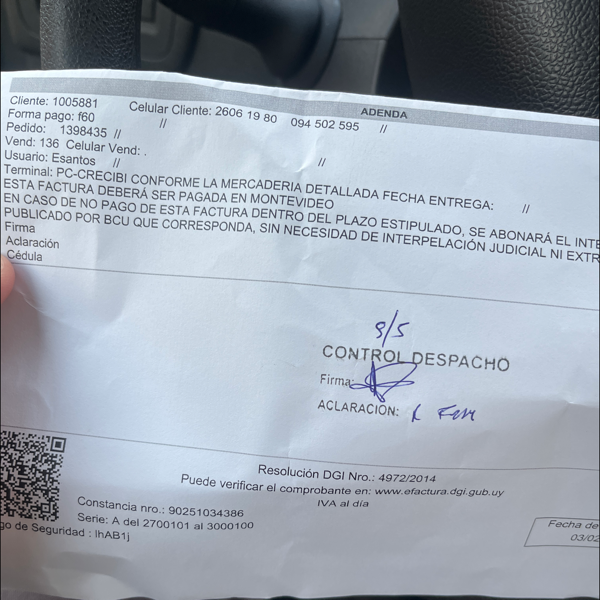 ADENDA
Cliente: 1005881 Celular Cliente: 2606 19 80 094 502 595 //
Forma pago: f60 //
Pedido: 1398435 //
Vend: 136 Celular Vend: . //
Usuario: Esantos //
Terminal: PC-CRECIBI CONFORME LA MERCADERIA DETALLADA FECHA ENTREGA: //
ESTA FACTURA DEBERÁ SER PAGADA EN MONTEVIDEO
EN CASO DE NO PAGO DE ESTA FACTURA DENTRO DEL PLAZO ESTIPULADO, SE ABONARÁ EL INTE
PUBLICADO POR BCU QUE CORRESPONDA, SIN NECESIDAD DE INTERPELACIÓN JUDICIAL NI EXTR
Firma
Aclaración
Cédula
9/5
CONTROL DESPACHO
Firma:
ACLARACIÓN:
Resolución DGI Nro.: 4972/2014
Puede verificar el comprobante en: www.efactura.dgi.gub.uy
IVA al día
Constancia nro.: 90251034386
Serie: A del 2700101 al 3000100
go de Seguridad : lhAB1j
Fecha de
03/02